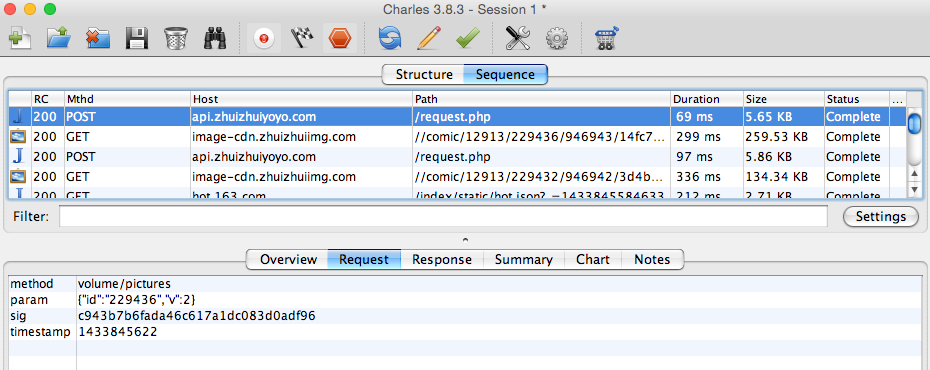 Charles 3.8.3 - Session 1 *
Structure Sequence
RC Mthd Host Path Duration Size Status ...
J 200 POST api.zhuizhuiyoyo.com /request.php 69 ms 5.65 KB Complete
200 GET image-cdn.zhuizhuiimg.com //comic/12913/229436/946943/14fc7... 299 ms 259.53 KB Complete
J 200 POST api.zhuizhuiyoyo.com /request.php 97 ms 5.86 KB Complete
200 GET image-cdn.zhuizhuiimg.com //comic/12913/229432/946942/3d4b... 336 ms 134.34 KB Complete
J 200 GET hot.163.com /index/static/hot.json?_=1433845584633 212 ms 2.71 KB Complete
Filter: Settings
Overview Request Response Summary Chart Notes
method volume/pictures
param {"id":"229436","v":2}
sig c943b7b6fada46c617a1dc083d0adf96
timestamp 1433845622